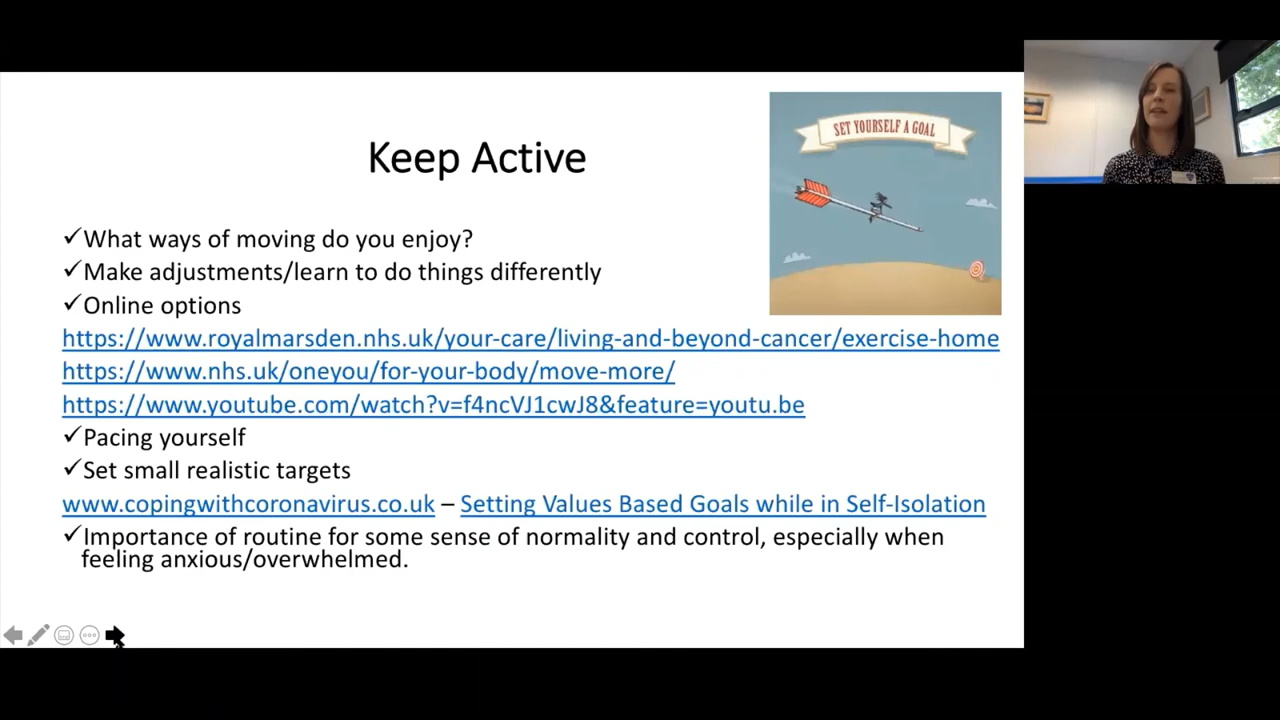 SET YOURSELF A GOAL
Keep Active
✓What ways of moving do you enjoy?
✓Make adjustments/learn to do things differently
✓Online options
https://www.royalmarsden.nhs.uk/your-care/living-and-beyond-cancer/exercise-home
https://www.nhs.uk/oneyou/for-your-body/move-more/
https://www.youtube.com/watch?v=f4ncVJ1cwJ8&feature=youtu.be
✓Pacing yourself
✓Set small realistic targets
www.copingwithcoronavirus.co.uk – Setting Values Based Goals while in Self-Isolation
✓Importance of routine for some sense of normality and control, especially when
feeling anxious/overwhelmed.